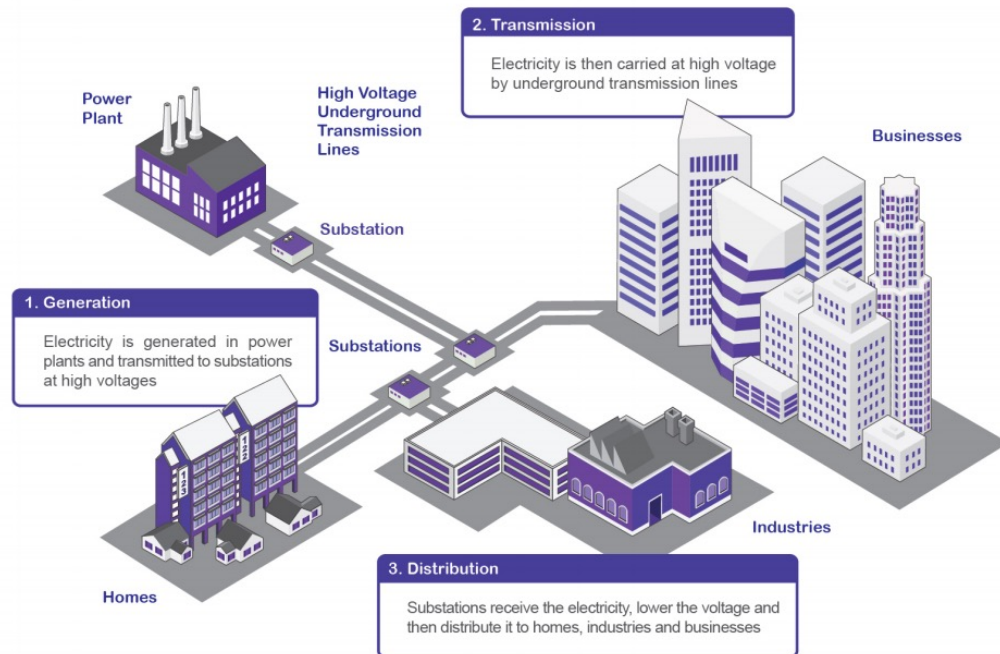 2. Transmission
Electricity is then carried at high voltage
by underground transmission lines
Power
Plant
High Voltage
Underground
Transmission
Lines
Businesses
Substation
1. Generation
Electricity is generated in power
plants and transmitted to substations
at high voltages
Substations
Industries
Homes
3. Distribution
Substations receive the electricity, lower the voltage and
then distribute it to homes, industries and businesses